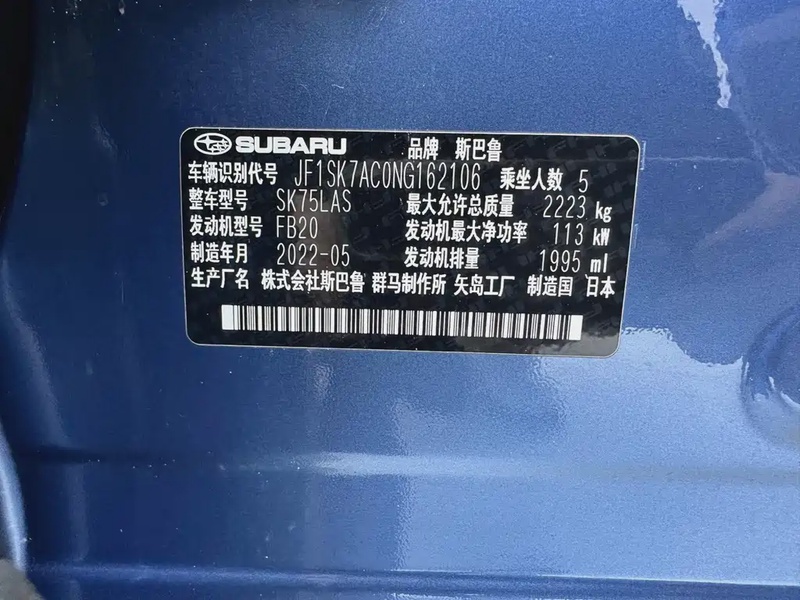 SUBARU 品牌 斯巴鲁
车辆识别代号 JF1SK7AC0NG162106 乘坐人数 5
整车型号 SK75LAS 最大允许总质量 2223 kg
发动机型号 FB20 发动机最大净功率 113 kW
制造年月 2022-05 发动机排量 1995 ml
生产厂名 株式会社斯巴鲁 群马制作所 矢岛工厂 制造国 日本